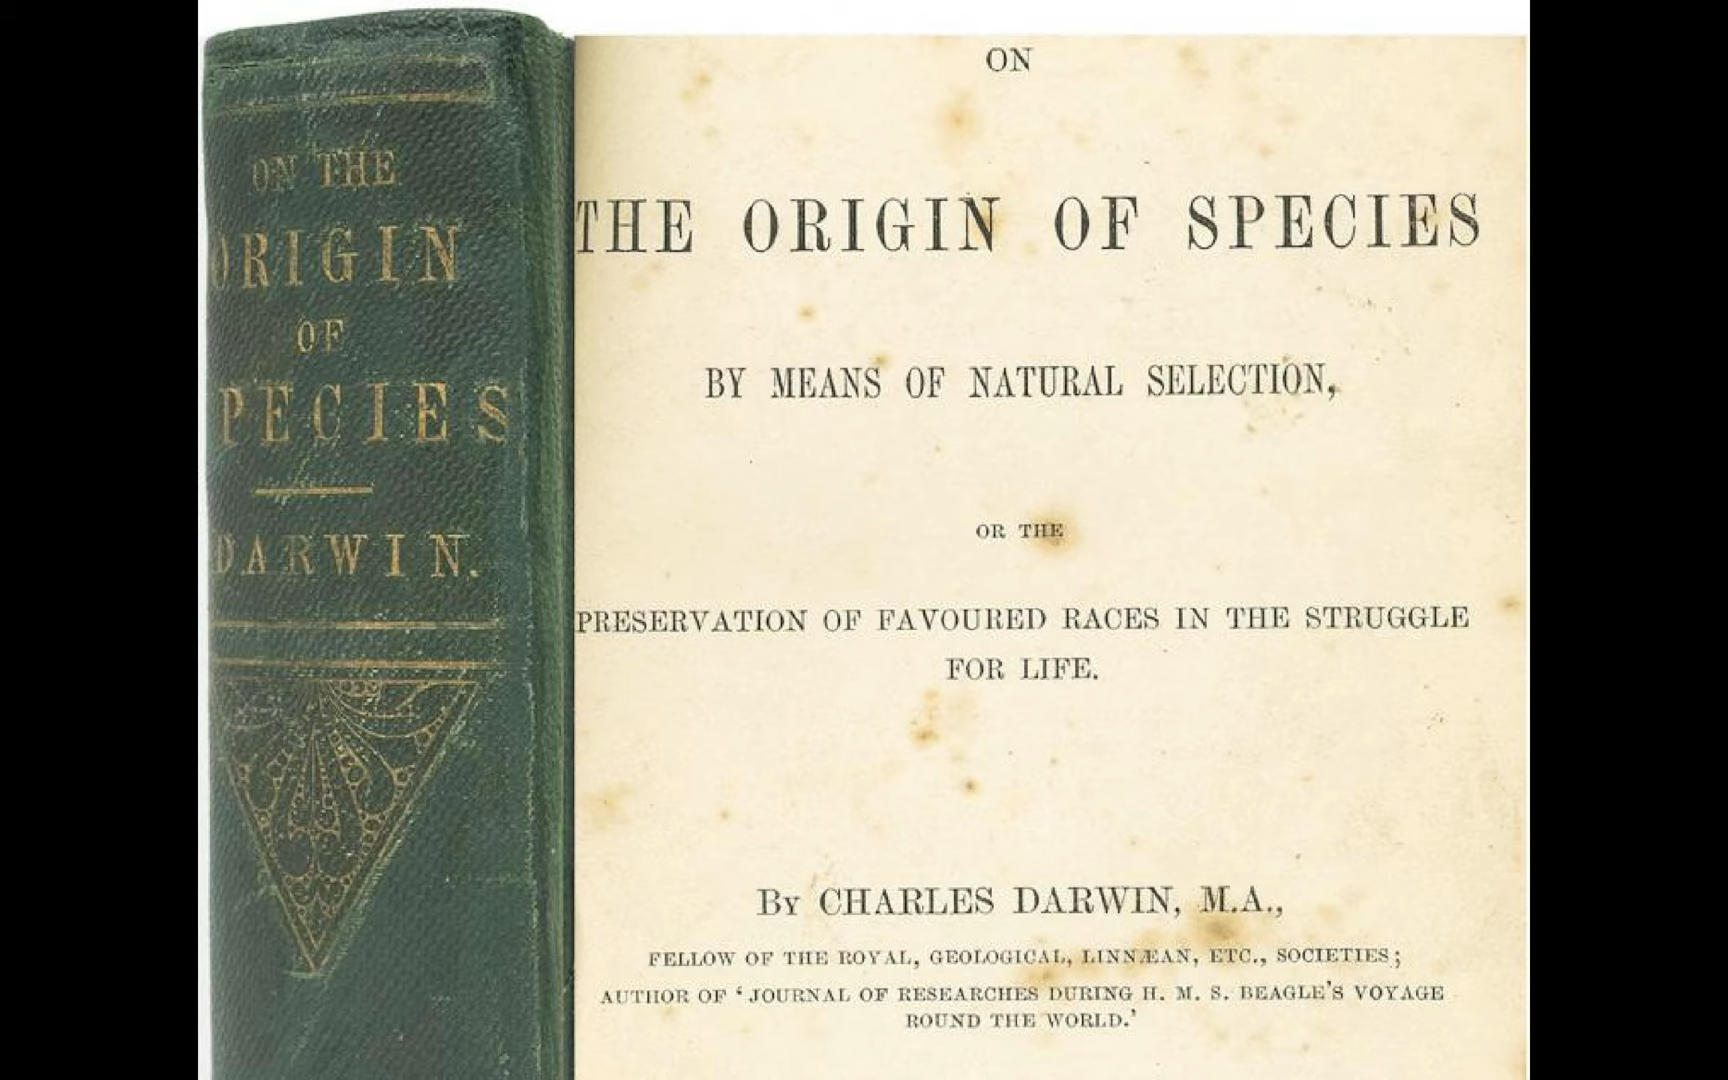 ON THE
ORIGIN
OF
SPECIES
DARWIN.
ON
THE ORIGIN OF SPECIES
BY MEANS OF NATURAL SELECTION,
OR THE
PRESERVATION OF FAVOURED RACES IN THE STRUGGLE
FOR LIFE.
By CHARLES DARWIN, M.A.,
FELLOW OF THE ROYAL, GEOLOGICAL, LINNÆAN, ETC., SOCIETIES;
AUTHOR OF ‘JOURNAL OF RESEARCHES DURING H. M. S. BEAGLE’S VOYAGE
ROUND THE WORLD.’